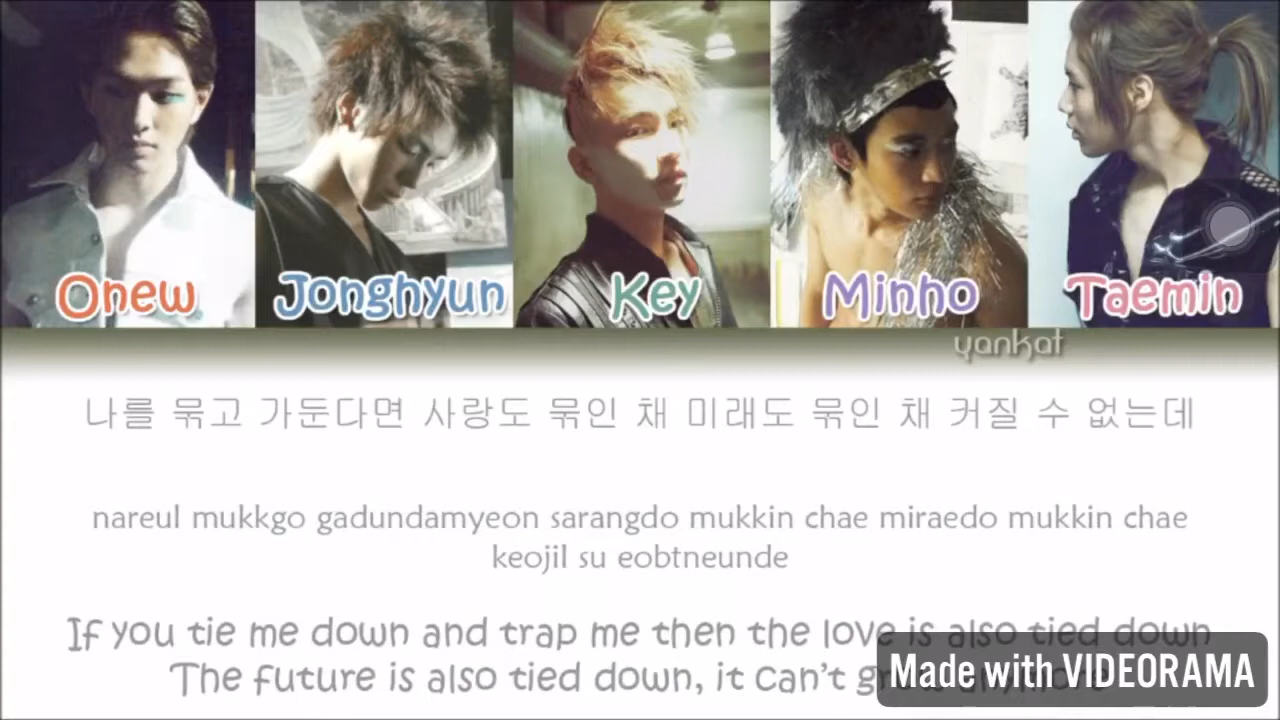 Onew Jonghyun Key Minho Taemin
yankat
나를 묶고 가둔다면 사랑도 묶인 채 미래도 묶인 채 커질 수 없는데
nareul mukkgo gadundamyeon sarangdo mukkin chae miraedo mukkin chae
keojil su eobtneunde
If you tie me down and trap me then the love is also tied down
The future is also tied down, it can't grow anymore
Made with VIDEORAMA